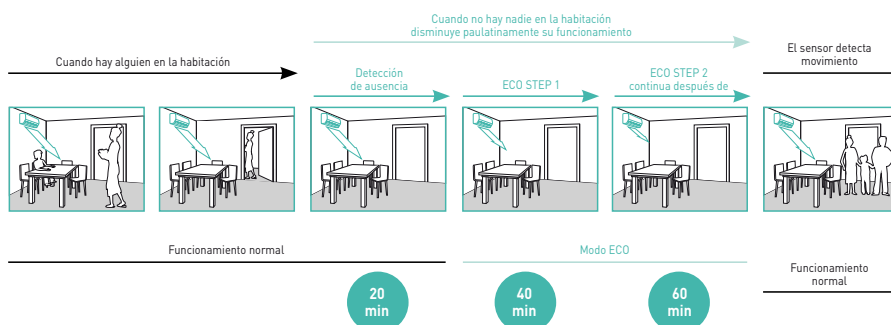 Cuando no hay nadie en la habitación
disminuye paulatinamente su funcionamiento
Cuando hay alguien en la habitación
El sensor detecta
movimiento
Detección
de ausencia
ECO STEP 1
ECO STEP 2
continua después de
Funcionamiento normal
Modo ECO
Funcionamiento
normal
20
min
40
min
60
min